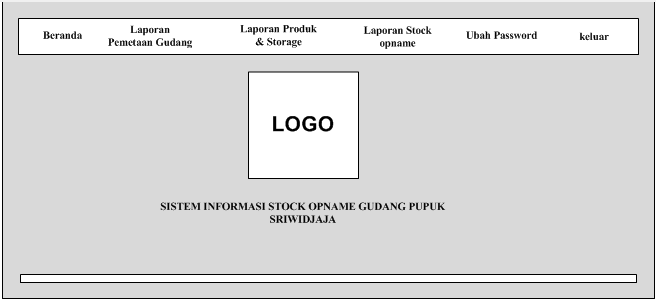 Beranda
Laporan
Pemetaan Gudang
Laporan Produk
& Storage
Laporan Stock
opname
Ubah Password
keluar
LOGO
SISTEM INFORMASI STOCK OPNAME GUDANG PUPUK
SRIWIDJAJA